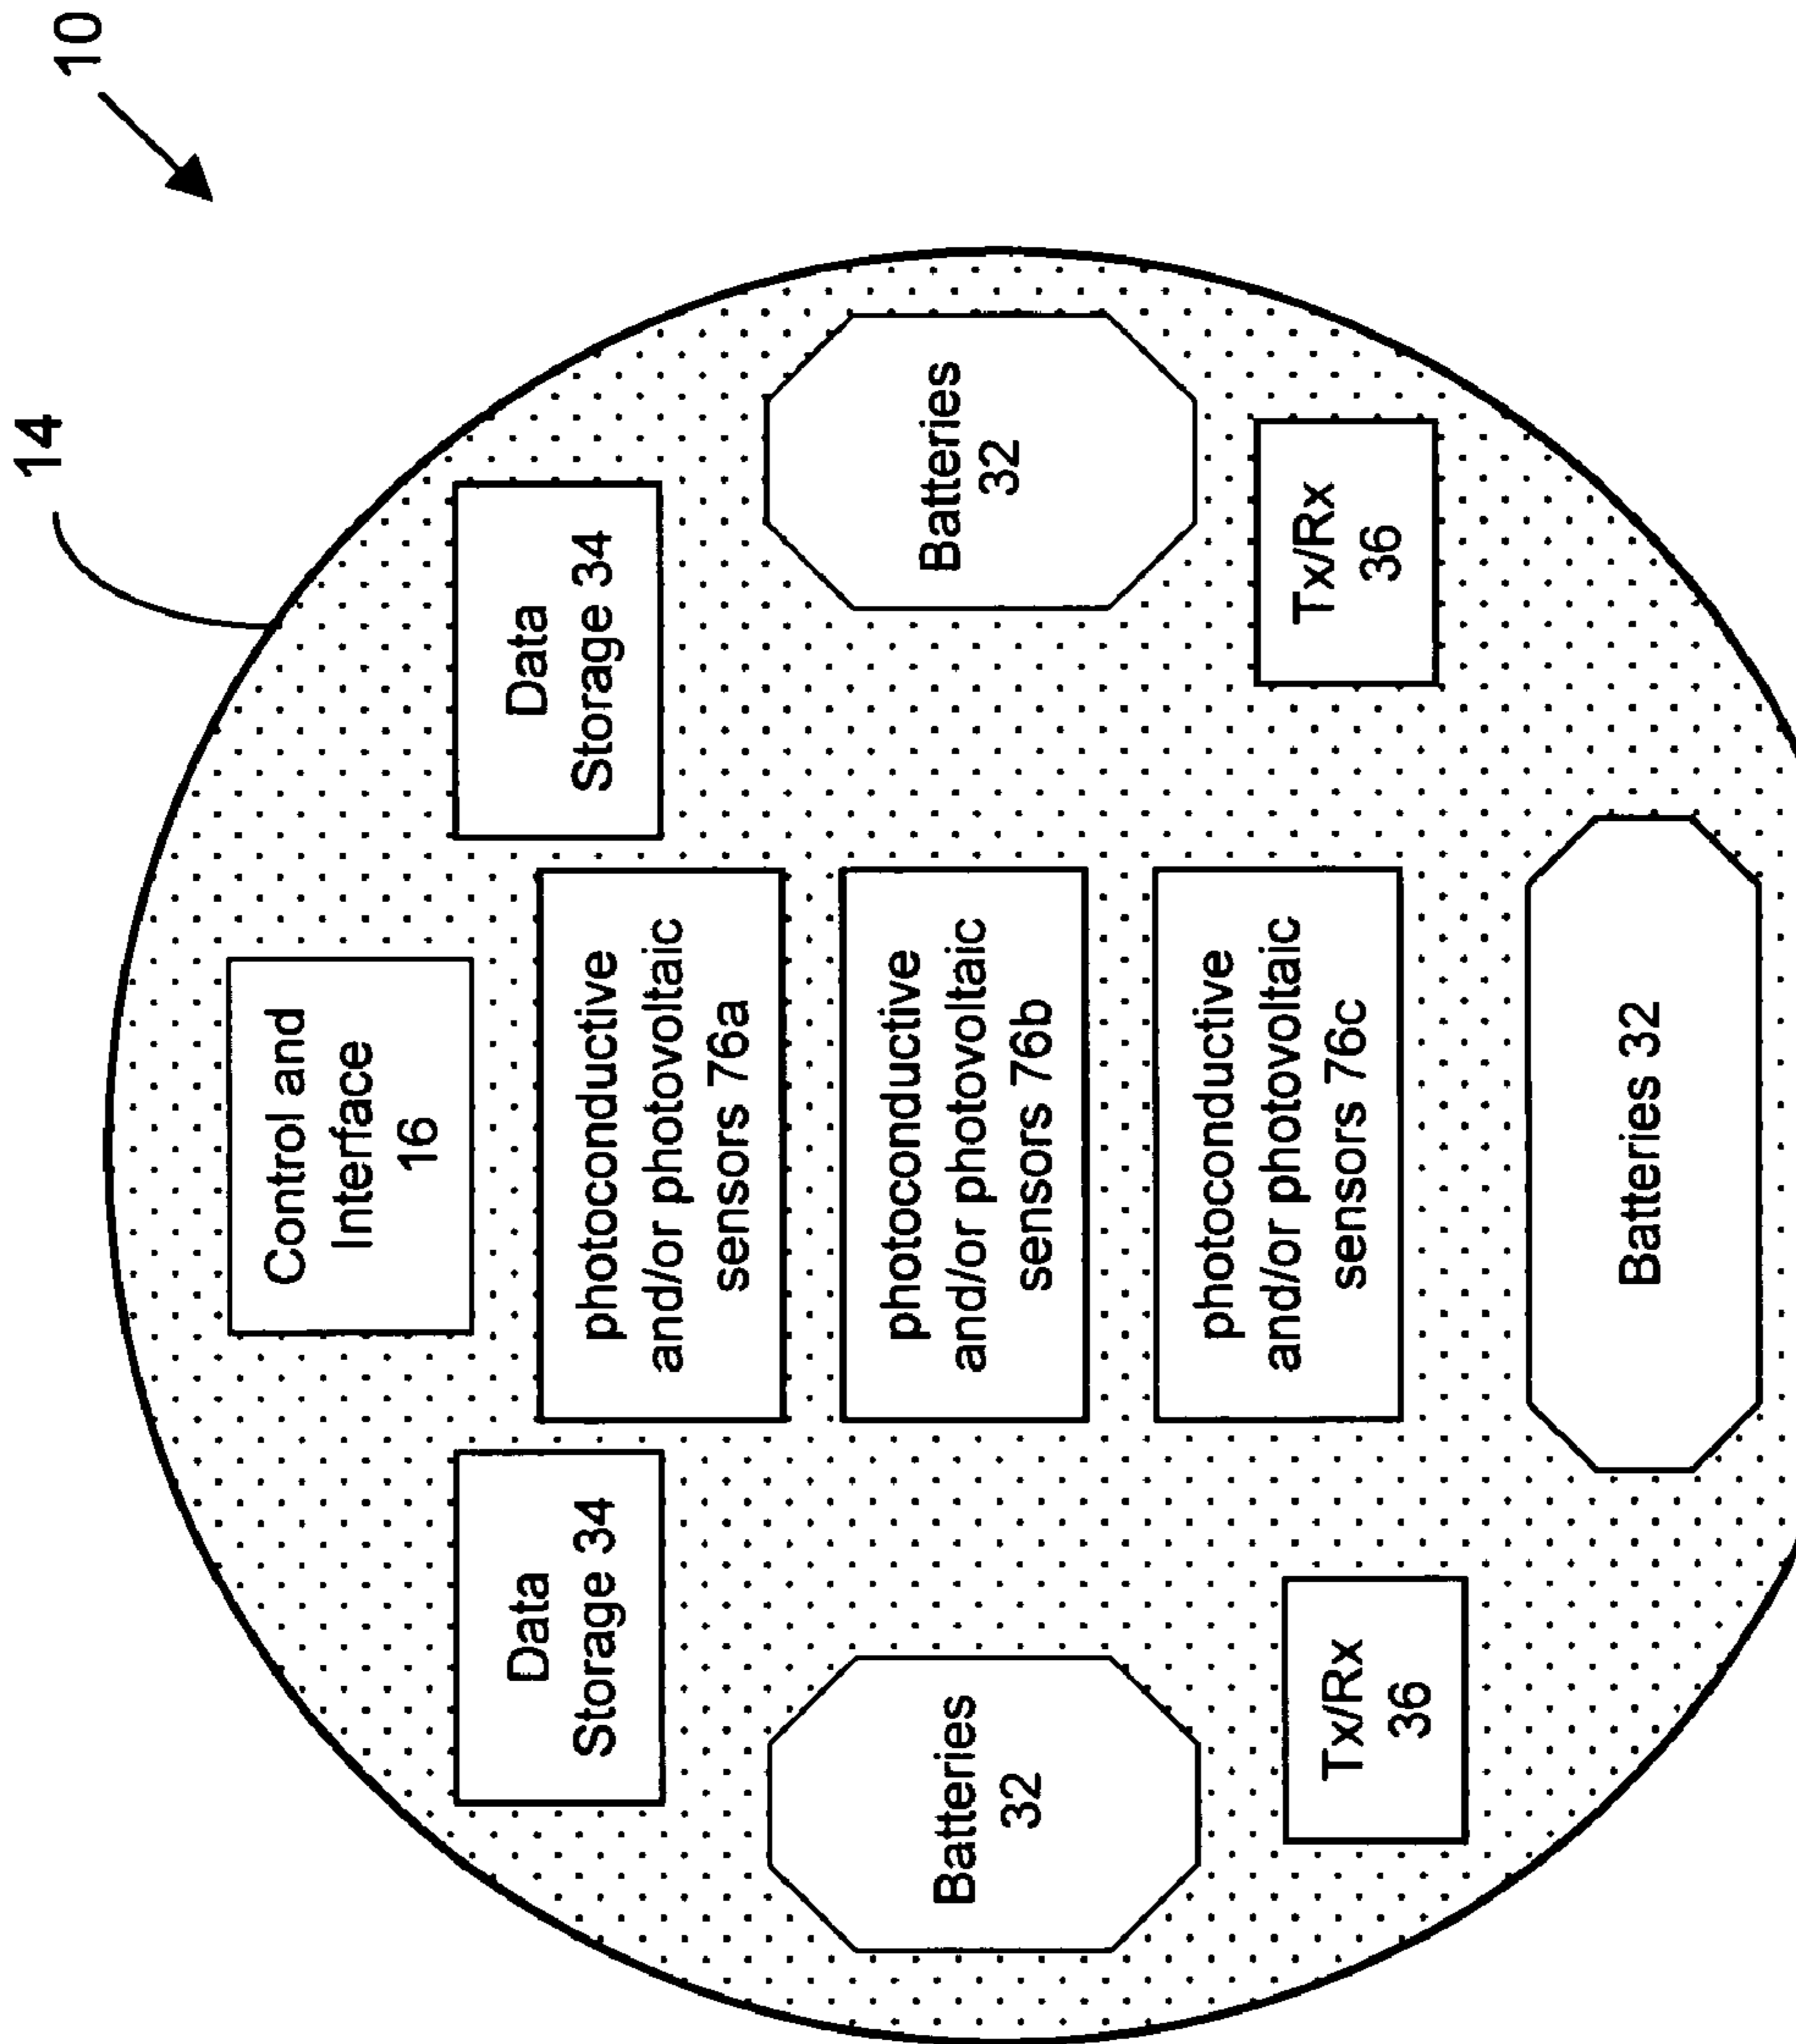 14
10
Control and
Interface
16
Data
Storage 34
Data
Storage 34
photoconductive
and/or photovoltaic
sensors 76a
Batteries
32
photoconductive
and/or photovoltaic
sensors 76b
Batteries
32
photoconductive
and/or photovoltaic
sensors 76c
Tx/Rx
36
Tx/Rx
36
Batteries 32